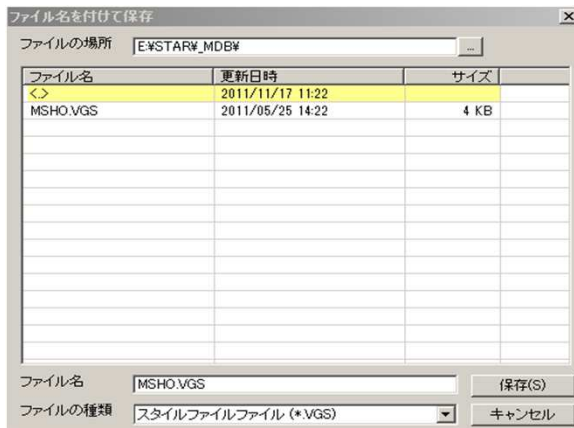 ファイル名を付けて保存
ファイルの場所 E:¥STAR¥_MDB¥ ...
ファイル名 更新日時 サイズ
<.> 2011/11/17 11:22
MSHO.VGS 2011/05/25 14:22 4 KB
ファイル名 MSHO.VGS 保存(S)
ファイルの種類 スタイルファイルファイル (*.VGS) キャンセル